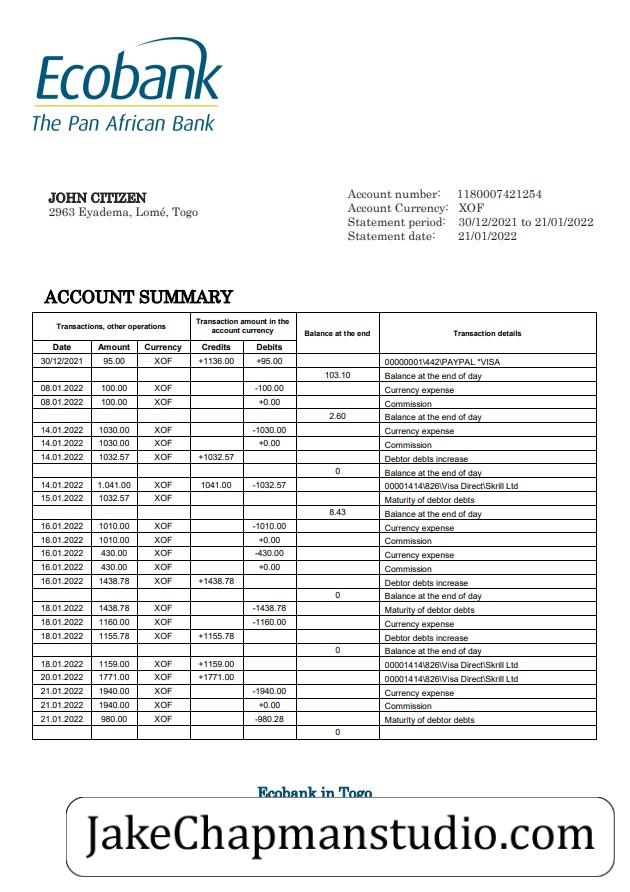 Ecobank
The Pan African Bank
JOHN CITIZEN
2963 Eyadema, Lomé, Togo
Account number: 1180007421254
Account Currency: XOF
Statement period: 30/12/2021 to 21/01/2022
Statement date: 21/01/2022
ACCOUNT SUMMARY
Transactions, other operations Transaction amount in the account currency Balance at the end Transaction details
Date Amount Currency Credits Debits
30/12/2021 95.00 XOF +1136.00 +95.00 00000001\442\PAYPAL *VISA
103.10 Balance at the end of day
08.01.2022 100.00 XOF -100.00 Currency expense
08.01.2022 100.00 XOF +0.00 Commission
2.60 Balance at the end of day
14.01.2022 1030.00 XOF -1030.00 Currency expense
14.01.2022 1030.00 XOF +0.00 Commission
14.01.2022 1032.57 XOF +1032.57 Debtor debts increase
0 Balance at the end of day
14.01.2022 1.041.00 XOF 1041.00 -1032.57 00001414\826\Visa Direct\Skrill Ltd
15.01.2022 1032.57 XOF Maturity of debtor debts
8.43 Balance at the end of day
16.01.2022 1010.00 XOF -1010.00 Currency expense
16.01.2022 1010.00 XOF +0.00 Commission
16.01.2022 430.00 XOF -430.00 Currency expense
16.01.2022 430.00 XOF +0.00 Commission
16.01.2022 1438.78 XOF +1438.78 Debtor debts increase
0 Balance at the end of day
18.01.2022 1438.78 XOF -1438.78 Maturity of debtor debts
18.01.2022 1160.00 XOF -1160.00 Currency expense
18.01.2022 1155.78 XOF +1155.78 Debtor debts increase
0 Balance at the end of day
18.01.2022 1159.00 XOF +1159.00 00001414\826\Visa Direct\Skrill Ltd
20.01.2022 1771.00 XOF +1771.00 00001414\826\Visa Direct\Skrill Ltd
21.01.2022 1940.00 XOF -1940.00 Currency expense
21.01.2022 1940.00 XOF +0.00 Commission
21.01.2022 980.00 XOF -980.28 Maturity of debtor debts
0
Ecobank in Togo
JakeChapmanstudio.com